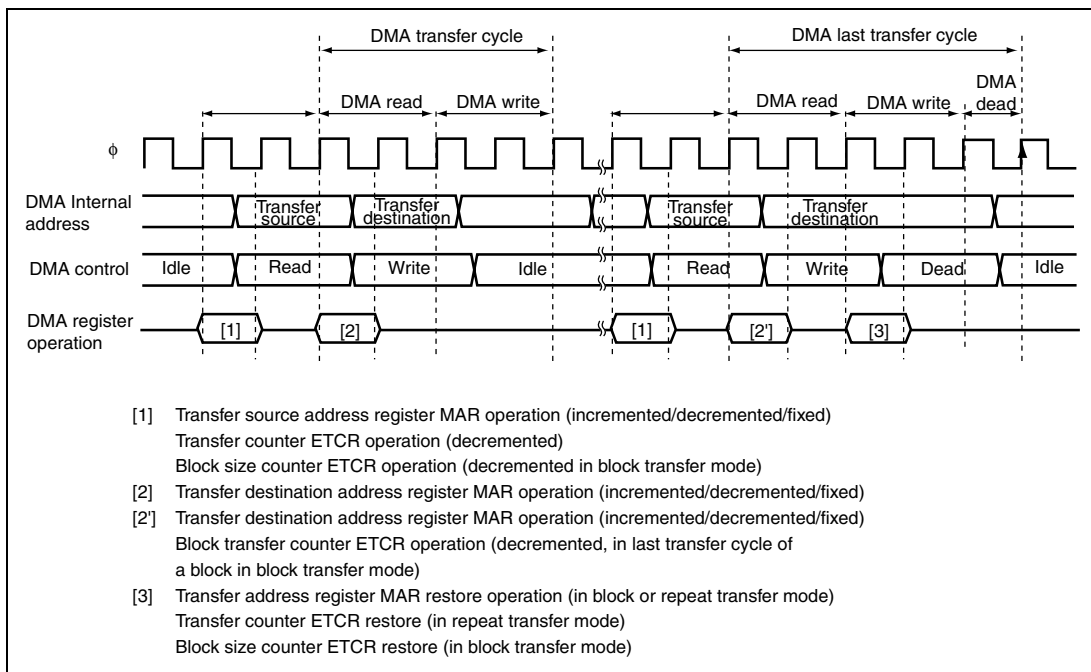 DMA transfer cycle
DMA last transfer cycle
DMA read
DMA write
DMA read
DMA write
DMA
dead
ϕ
DMA Internal
address
Transfer
source
Transfer
destination
Transfer
source
Transfer
destination
DMA control
Idle
Read
Write
Idle
Read
Write
Dead
Idle
DMA register
operation
[1]
[2]
[1]
[2']
[3]
[1] Transfer source address register MAR operation (incremented/decremented/fixed)
Transfer counter ETCR operation (decremented)
Block size counter ETCR operation (decremented in block transfer mode)
[2] Transfer destination address register MAR operation (incremented/decremented/fixed)
[2'] Transfer destination address register MAR operation (incremented/decremented/fixed)
Block transfer counter ETCR operation (decremented, in last transfer cycle of
a block in block transfer mode)
[3] Transfer address register MAR restore operation (in block or repeat transfer mode)
Transfer counter ETCR restore (in repeat transfer mode)
Block size counter ETCR restore (in block transfer mode)